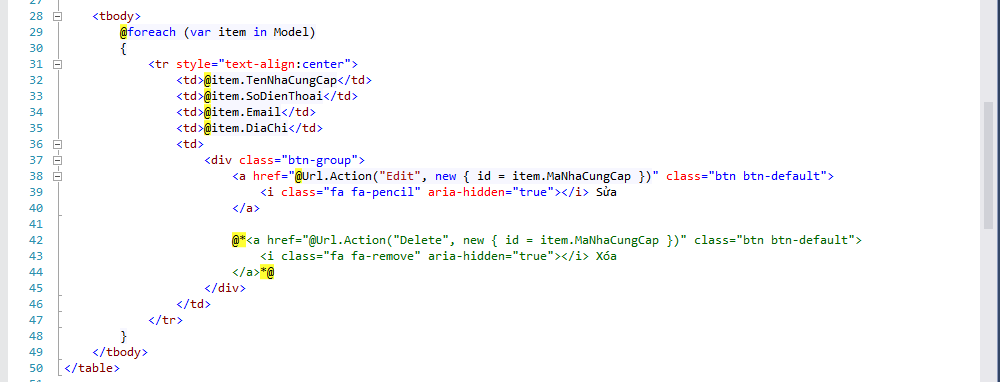 28 <tbody>
29 @foreach (var item in Model)
30 {
31 <tr style="text-align:center">
32 <td>@item.TenNhaCungCap</td>
33 <td>@item.SoDienThoai</td>
34 <td>@item.Email</td>
35 <td>@item.DiaChi</td>
36 <td>
37 <div class="btn-group">
38 <a href="@Url.Action("Edit", new { id = item.MaNhaCungCap })" class="btn btn-default">
39 <i class="fa fa-pencil" aria-hidden="true"></i> Sửa
40 </a>
41
42 @*<a href="@Url.Action("Delete", new { id = item.MaNhaCungCap })" class="btn btn-default">
43 <i class="fa fa-remove" aria-hidden="true"></i> Xóa
44 </a>*@
45 </div>
46 </td>
47 </tr>
48 }
49 </tbody>
50 </table>